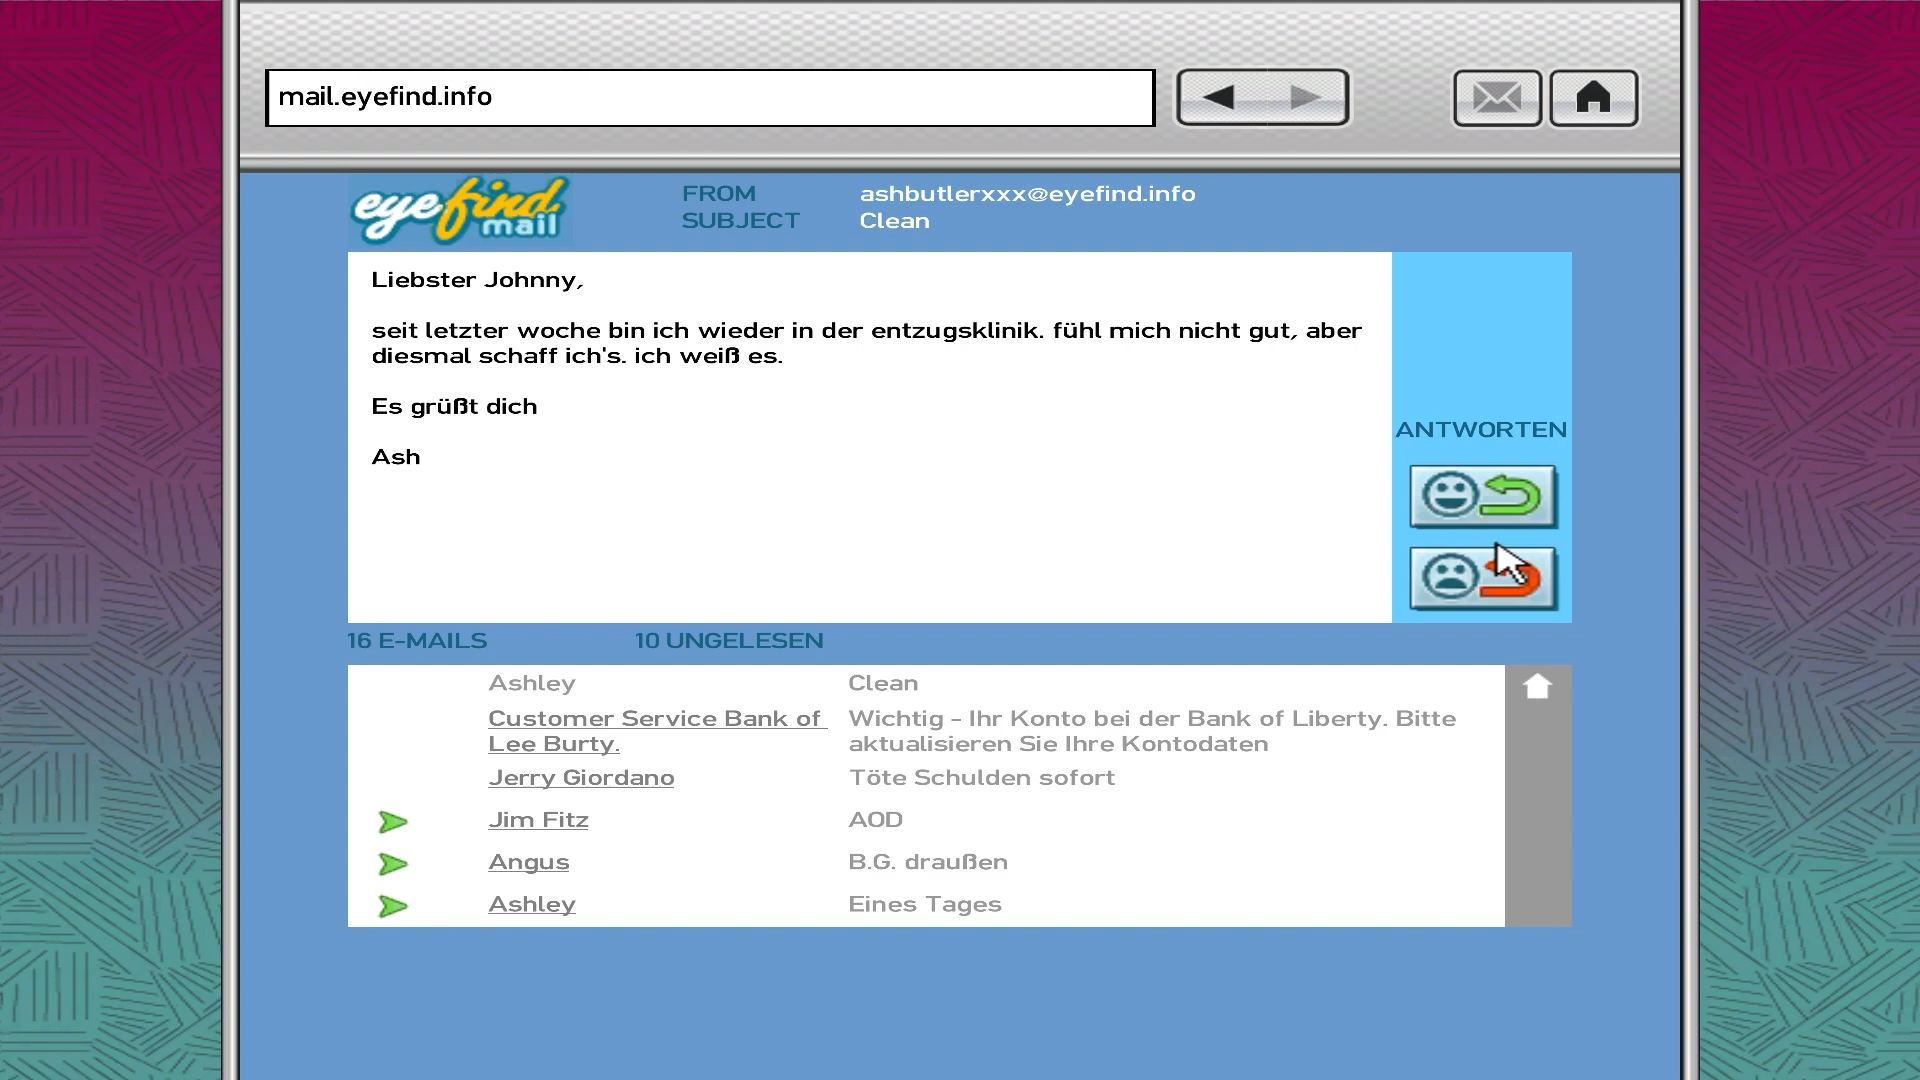 mail.eyefind.info
eyefind mail
FROM ashbutlerxxx@eyefind.info
SUBJECT Clean
Liebster Johnny,
seit letzter woche bin ich wieder in der entzugsklinik. fühl mich nicht gut, aber
diesmal schaff ich's. ich weiß es.
Es grüßt dich
Ash
ANTWORTEN
16 E-MAILS 10 UNGELESEN
Ashley Clean
Customer Service Bank of Wichtig - Ihr Konto bei der Bank of Liberty. Bitte
Lee Burty. aktualisieren Sie Ihre Kontodaten
Jerry Giordano Töte Schulden sofort
Jim Fitz AOD
Angus B.G. draußen
Ashley Eines Tages